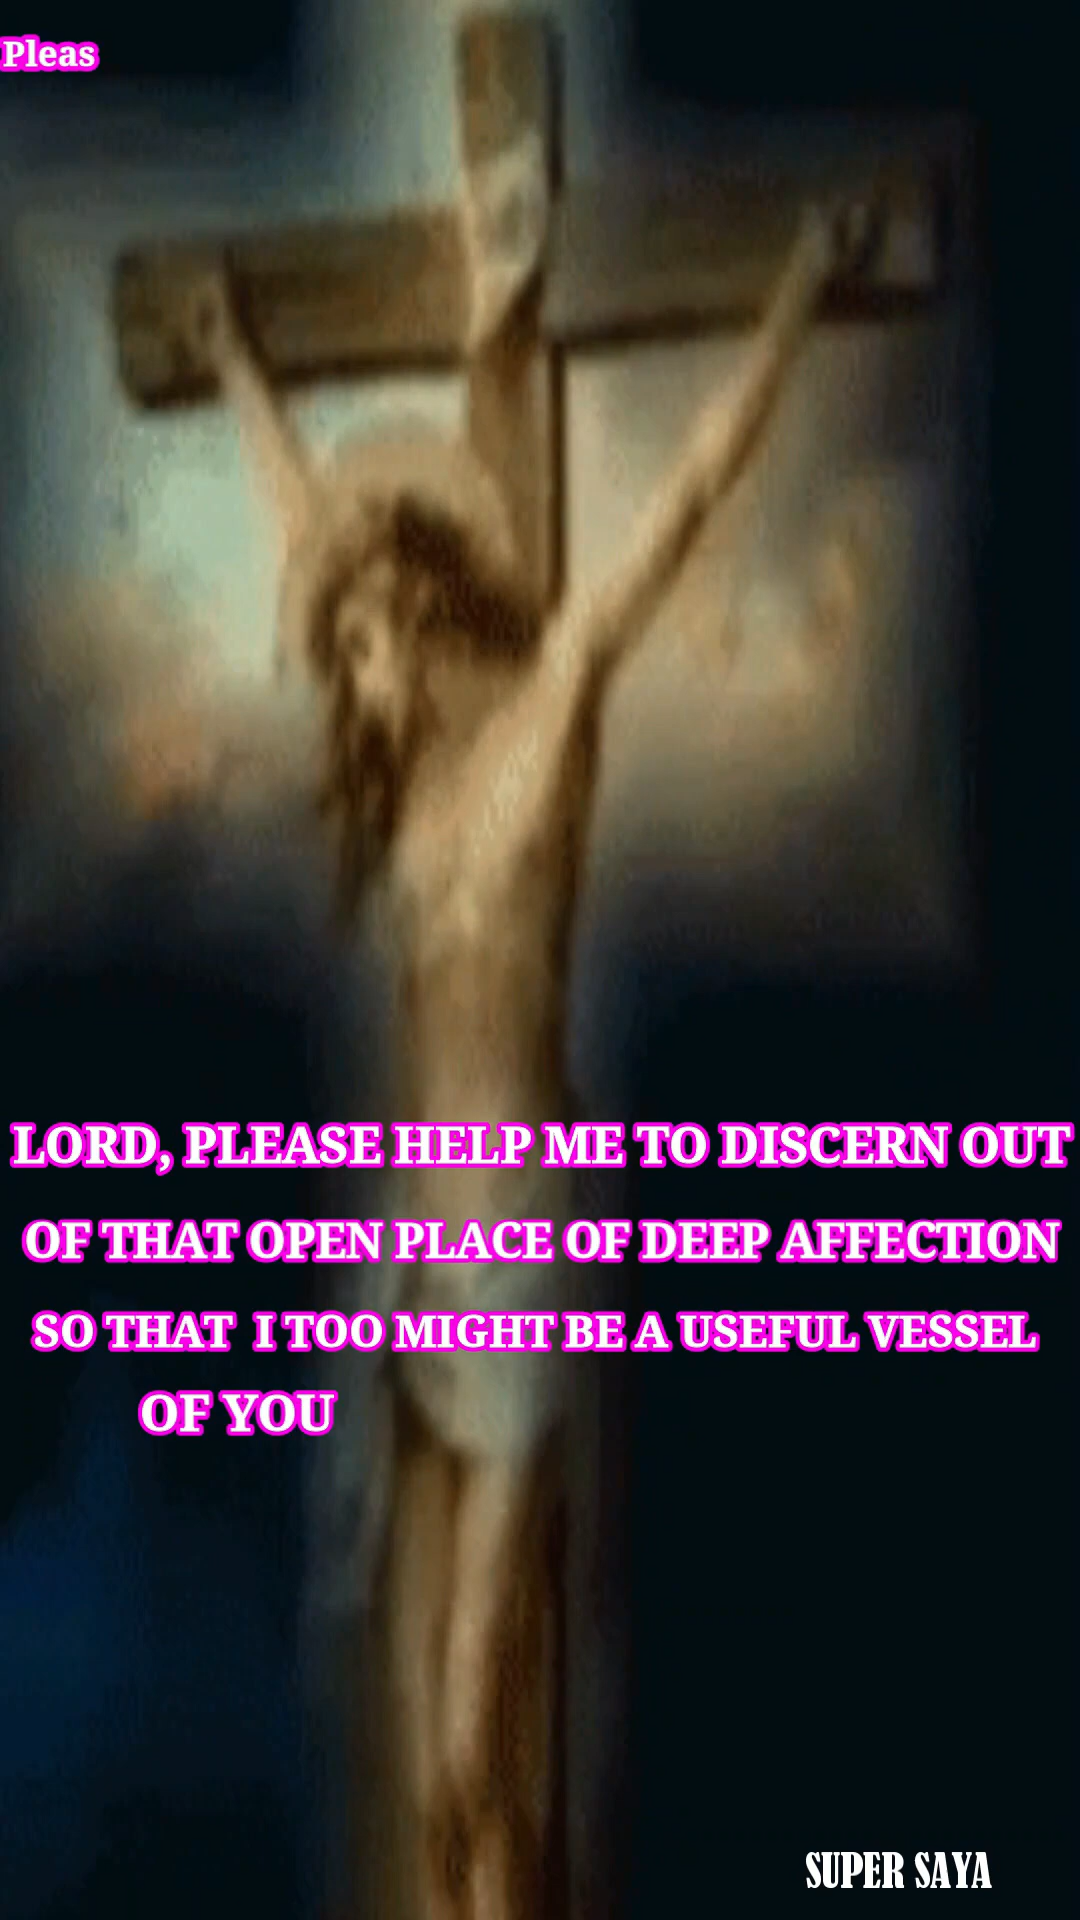 Pleas
LORD, PLEASE HELP ME TO DISCERN OUT
OF THAT OPEN PLACE OF DEEP AFFECTION
SO THAT I TOO MIGHT BE A USEFUL VESSEL
OF YOU
SUPER SAYA